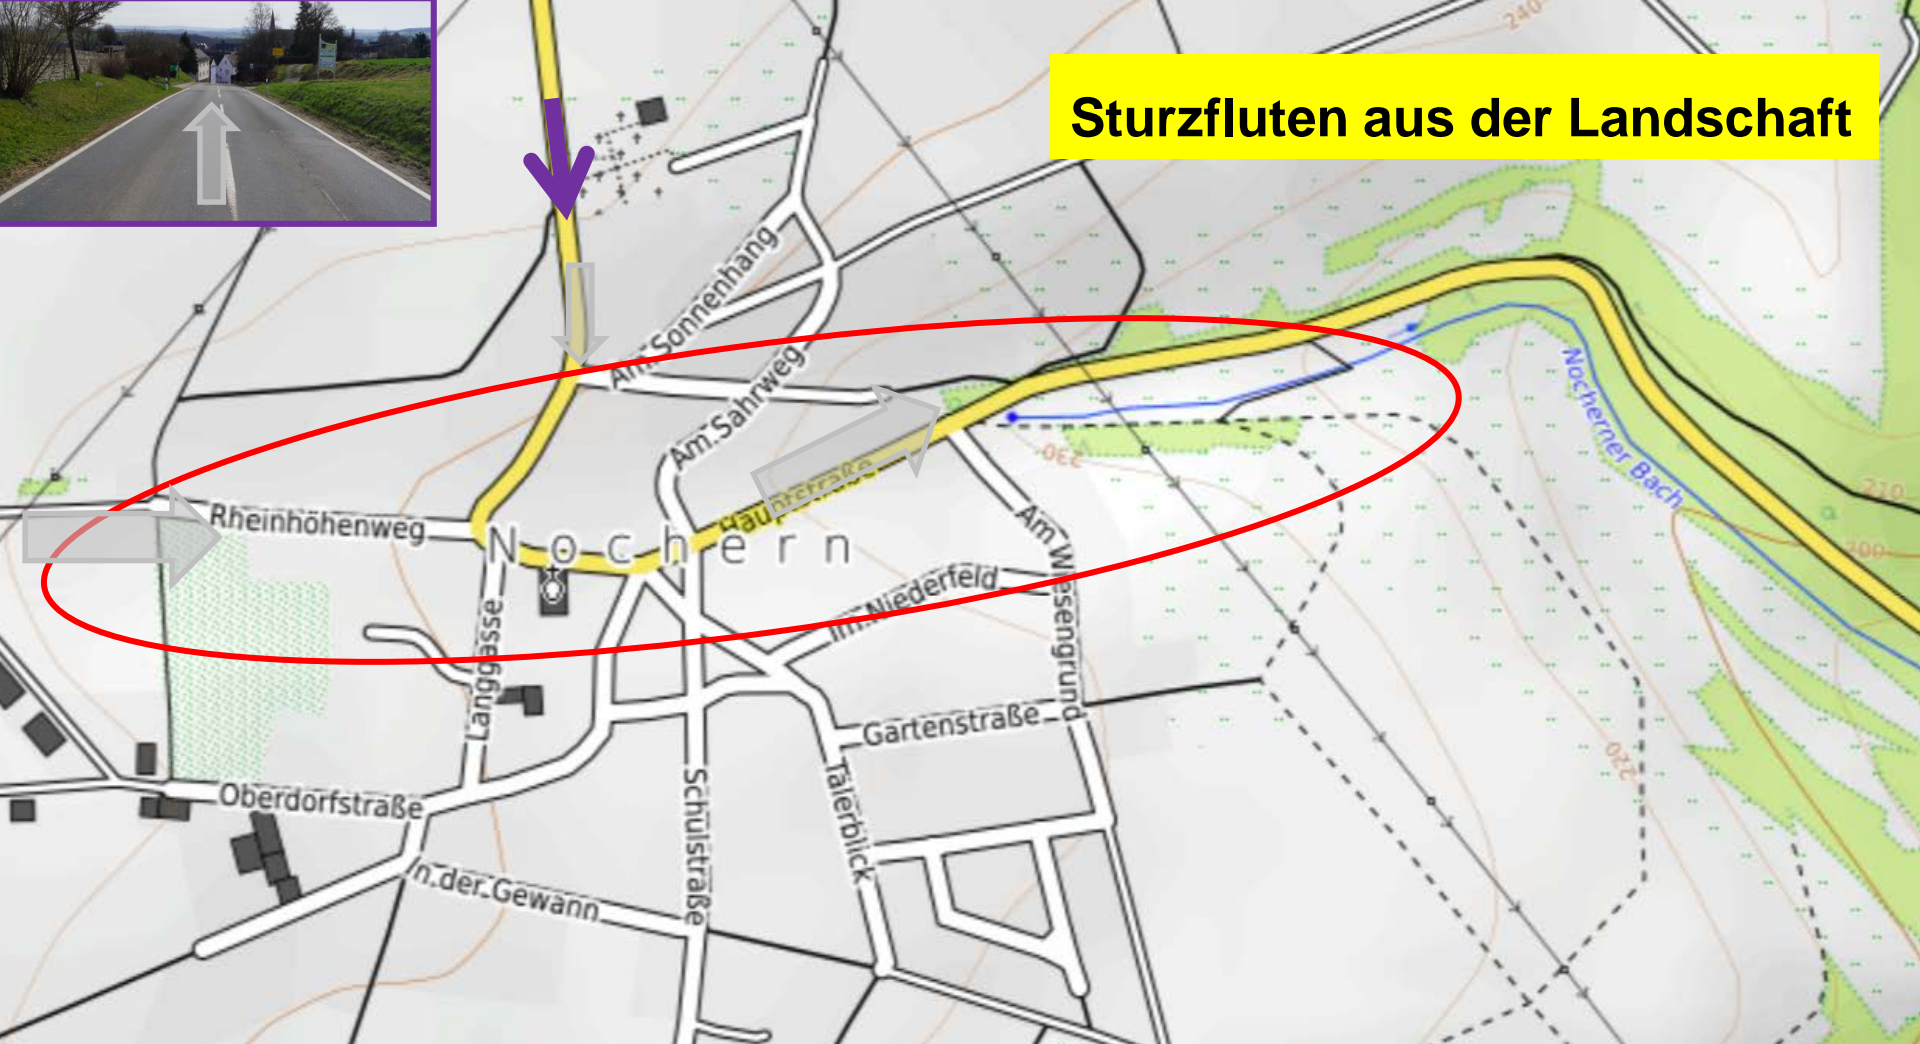 Sturzfluten aus der Landschaft
240
Am Sonnenhang
Am Sahrweg
Nocherner Bach
230
Hauptstraße
Rheinhöhenweg
Nochern
Am Wiesengrund
210
200
Im Niederfeld
Langgasse
Gartenstraße
220
Oberdorfstraße
Schulstraße
Tälerblick
In der Gewann